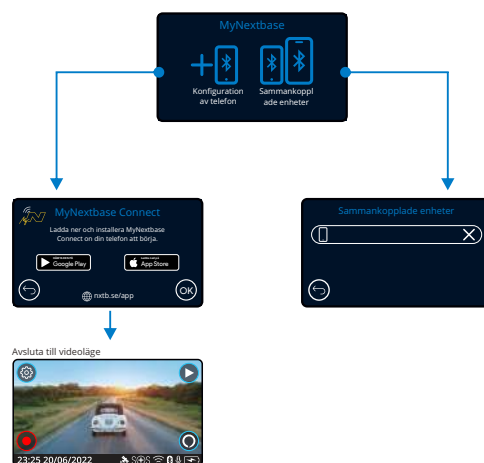 MyNextbase
Konfiguration
av telefon
Sammankoppl
ade enheter
MyNextbase Connect
Ladda ner och installera MyNextbase
Connect on din telefon att börja.
Google Play
App Store
OK
nxtb.se/app
Sammankopplade enheter
Avsluta till videoläge
23:25 20/06/2022
SOS